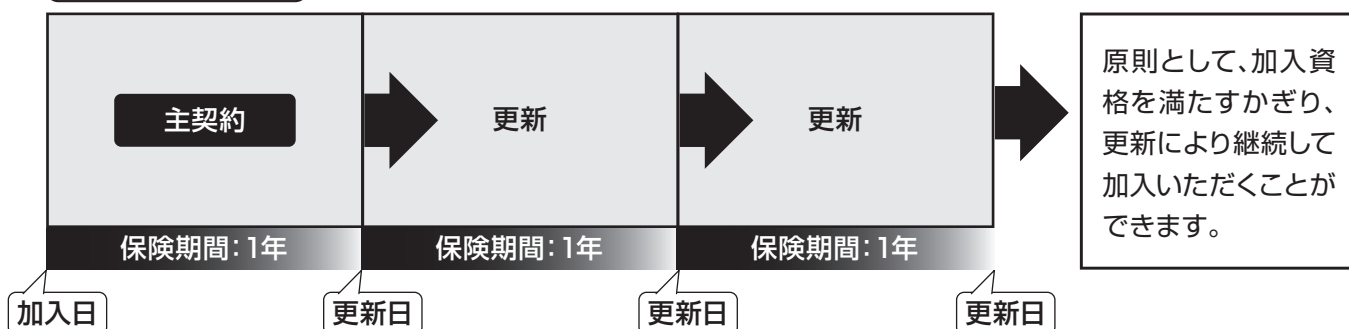 主契約
更新
更新
保険期間:1年
保険期間:1年
保険期間:1年
加入日
更新日
更新日
更新日
原則として、加入資
格を満たすかぎり、
更新により継続して
加入いただくことが
できます。